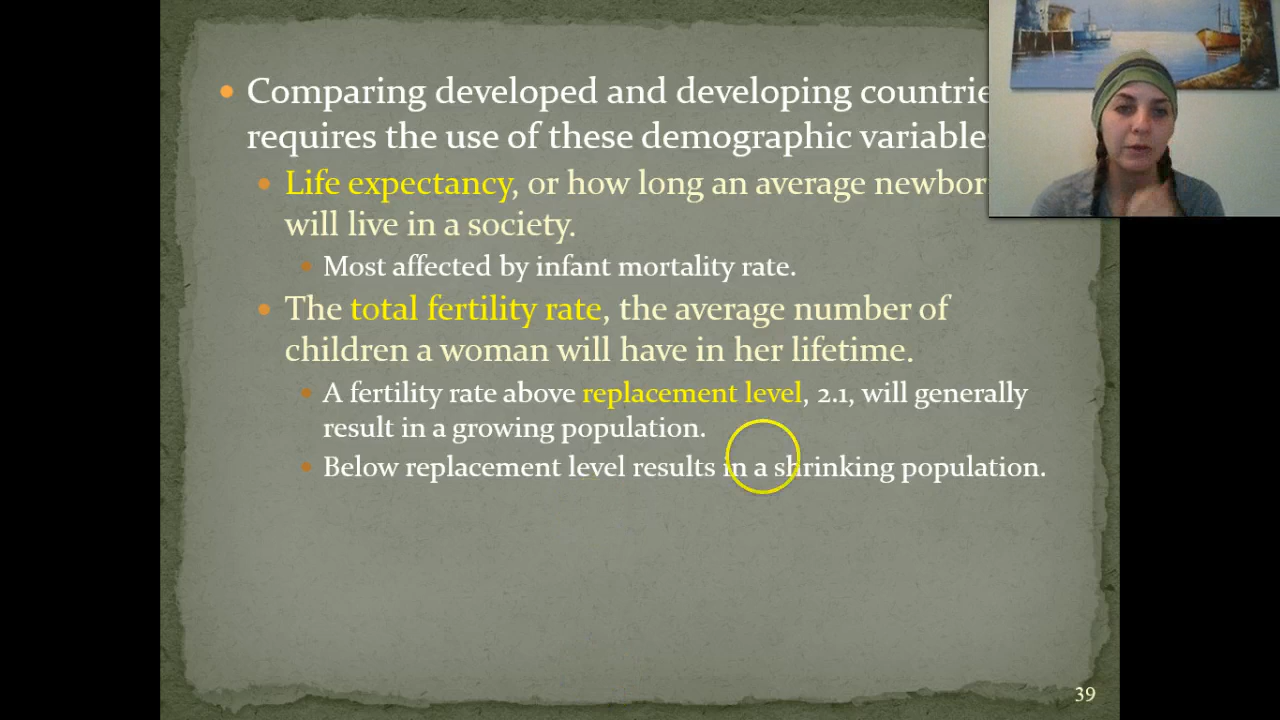 Comparing developed and developing countrie
requires the use of these demographic variable
Life expectancy, or how long an average newbor
will live in a society.
Most affected by infant mortality rate.
The total fertility rate, the average number of
children a woman will have in her lifetime.
A fertility rate above replacement level, 2.1, will generally
result in a growing population.
Below replacement level results in a shrinking population.
39